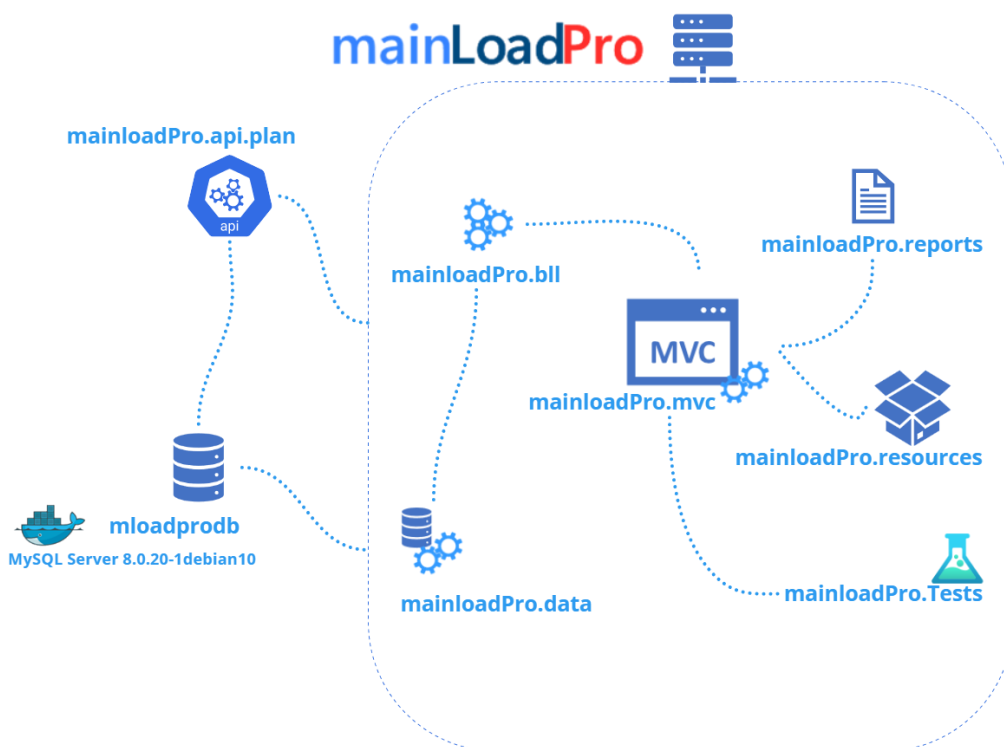 mainLoadPro
mainloadPro.api.plan
api
mainloadPro.bll
mainloadPro.reports
MVC
mainloadPro.mvc
mainloadPro.resources
mloadprodb
MySQL Server 8.0.20-1debian10
mainloadPro.data
mainloadPro.Tests